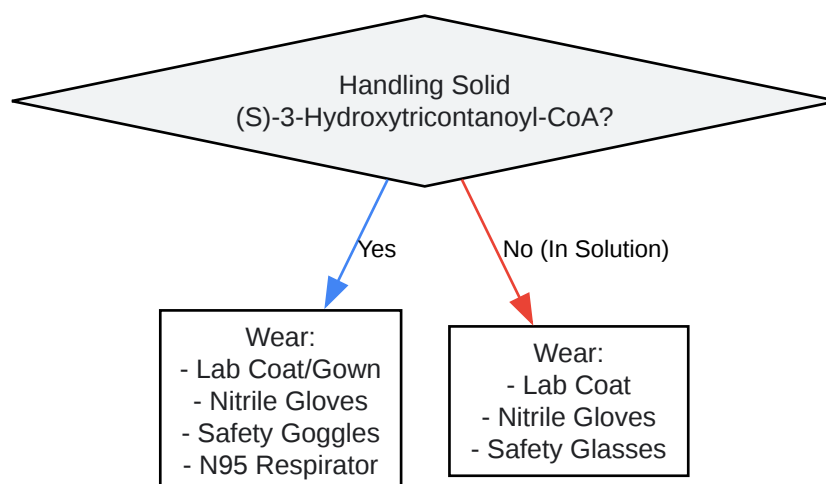 Handling Solid
(S)-3-Hydroxytricontanoyl-CoA?
Yes
No (In Solution)
Wear:
- Lab Coat/Gown
- Nitrile Gloves
- Safety Goggles
- N95 Respirator
Wear:
- Lab Coat
- Nitrile Gloves
- Safety Glasses